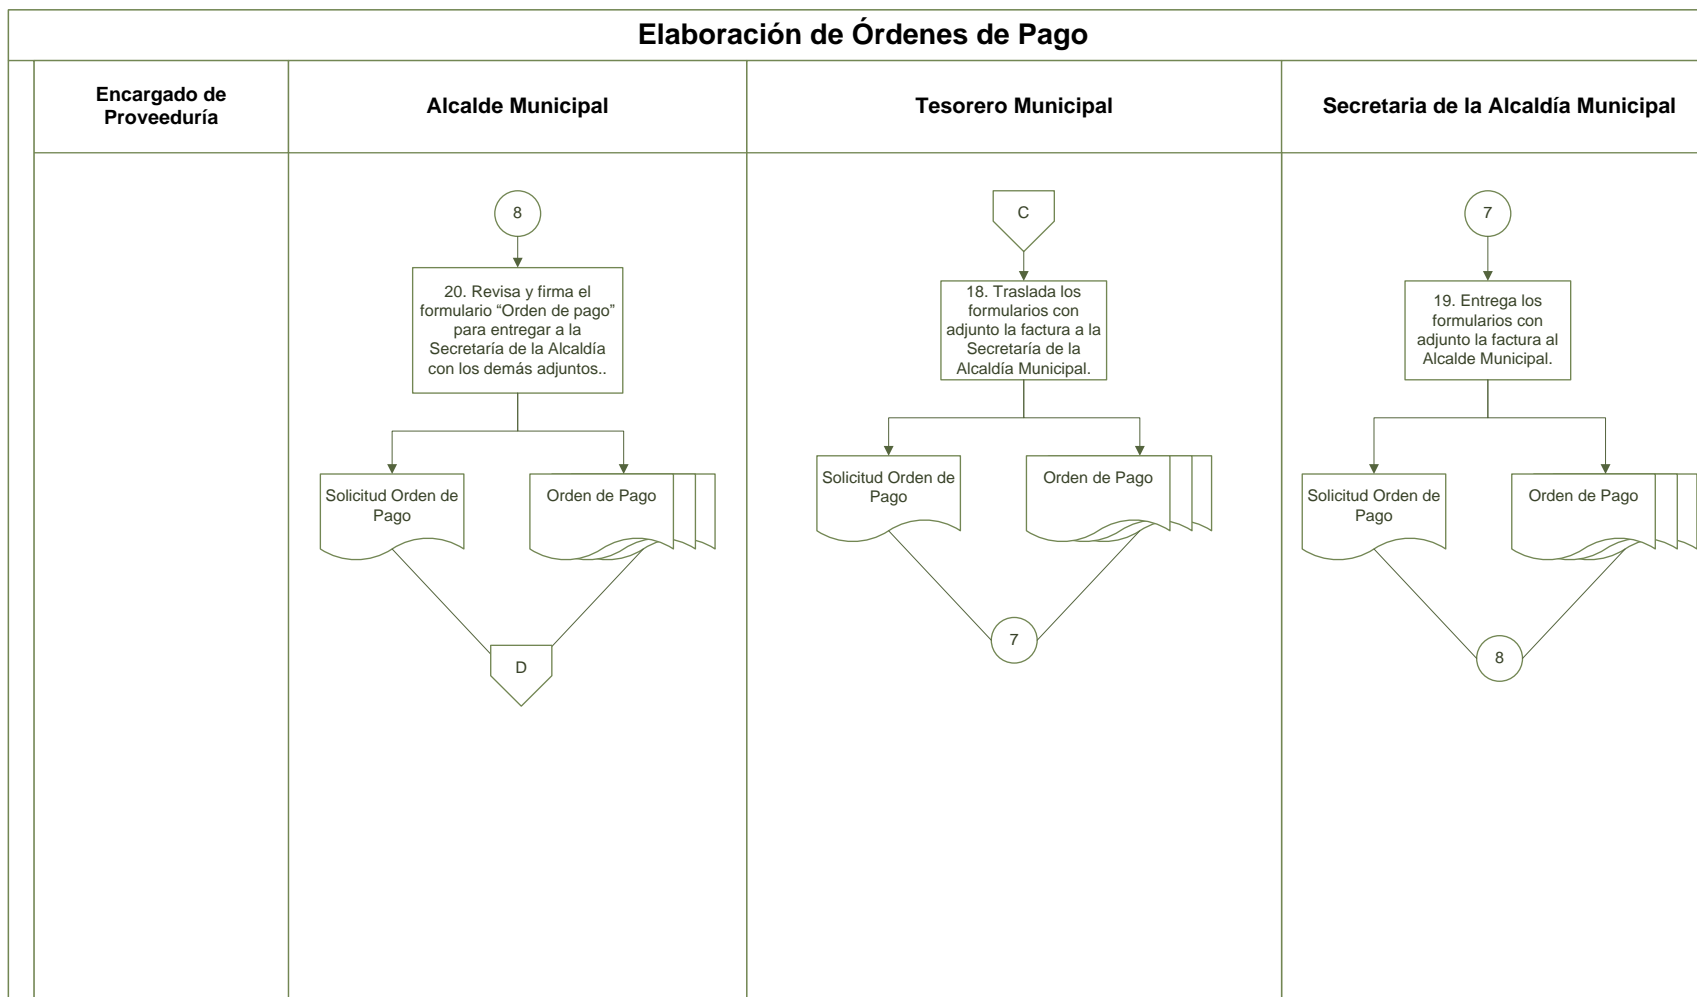 Elaboración de Órdenes de Pago
Encargado de
Proveeduría
Alcalde Municipal
Tesorero Municipal
Secretaria de la Alcaldía Municipal
8
20. Revisa y firma el
formulario “Orden de pago”
para entregar a la
Secretaría de la Alcaldía
con los demás adjuntos..
Solicitud Orden de
Pago
Orden de Pago
D
C
18. Traslada los
formularios con
adjunto la factura a la
Secretaría de la
Alcaldía Municipal.
Solicitud Orden de
Pago
Orden de Pago
7
7
19. Entrega los
formularios con
adjunto la factura al
Alcalde Municipal.
Solicitud Orden de
Pago
Orden de Pago
8